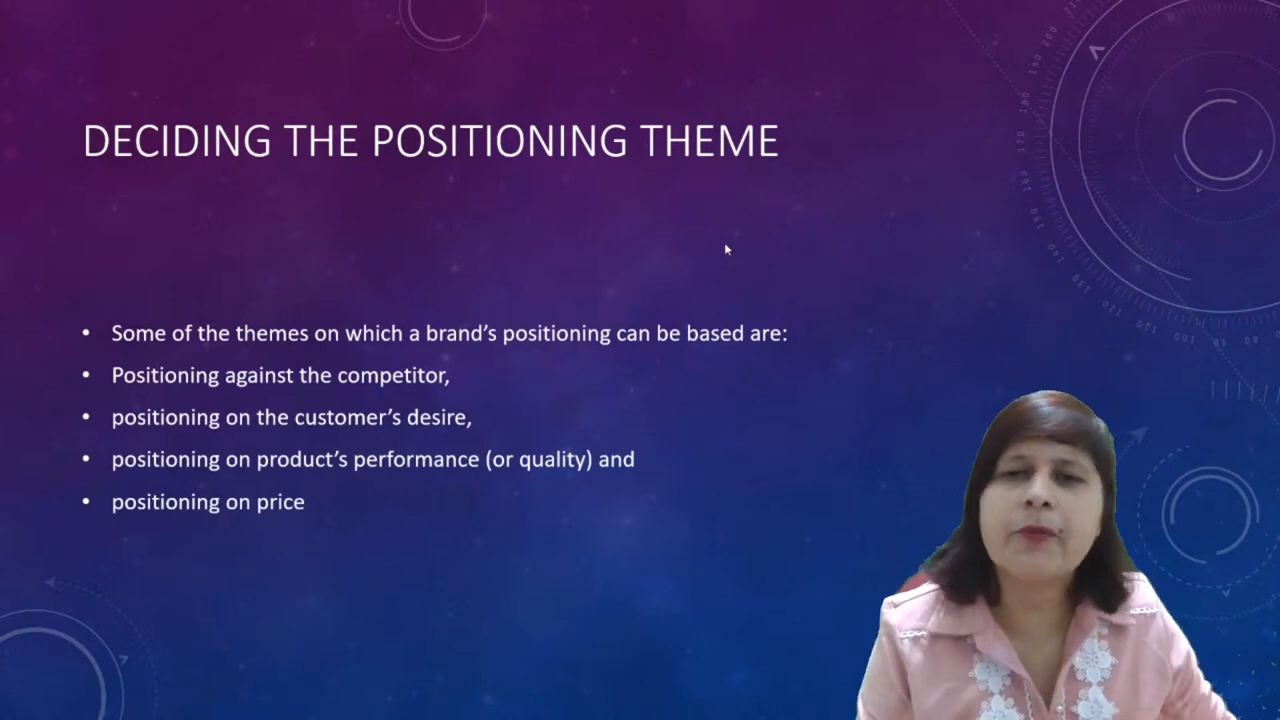 DECIDING THE POSITIONING THEME
• Some of the themes on which a brand’s positioning can be based are:
• Positioning against the competitor,
• positioning on the customer’s desire,
• positioning on product’s performance (or quality) and
• positioning on price